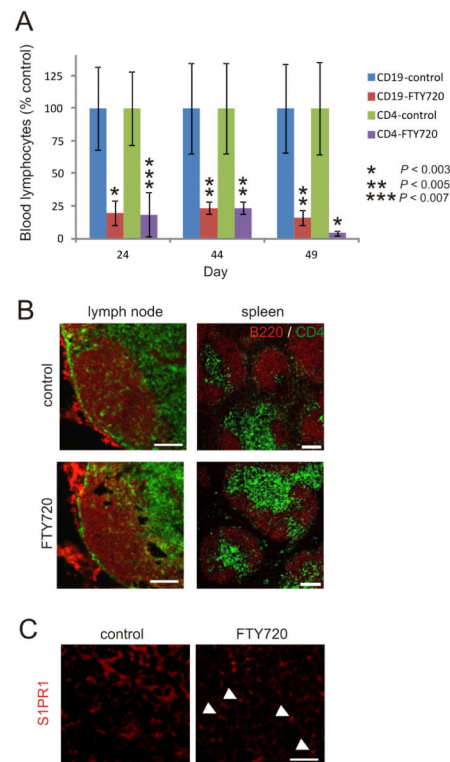 A
Blood lymphocytes (% control)
125
100
75
50
25
0
*
***
**
**
**
*
24
44
49
Day
CD19-control
CD19-FTY720
CD4-control
CD4-FTY720
* P < 0.003
** P < 0.005
*** P < 0.007
B
lymph node
spleen
B220 / CD4
control
FTY720
C
control
FTY720
S1PR1